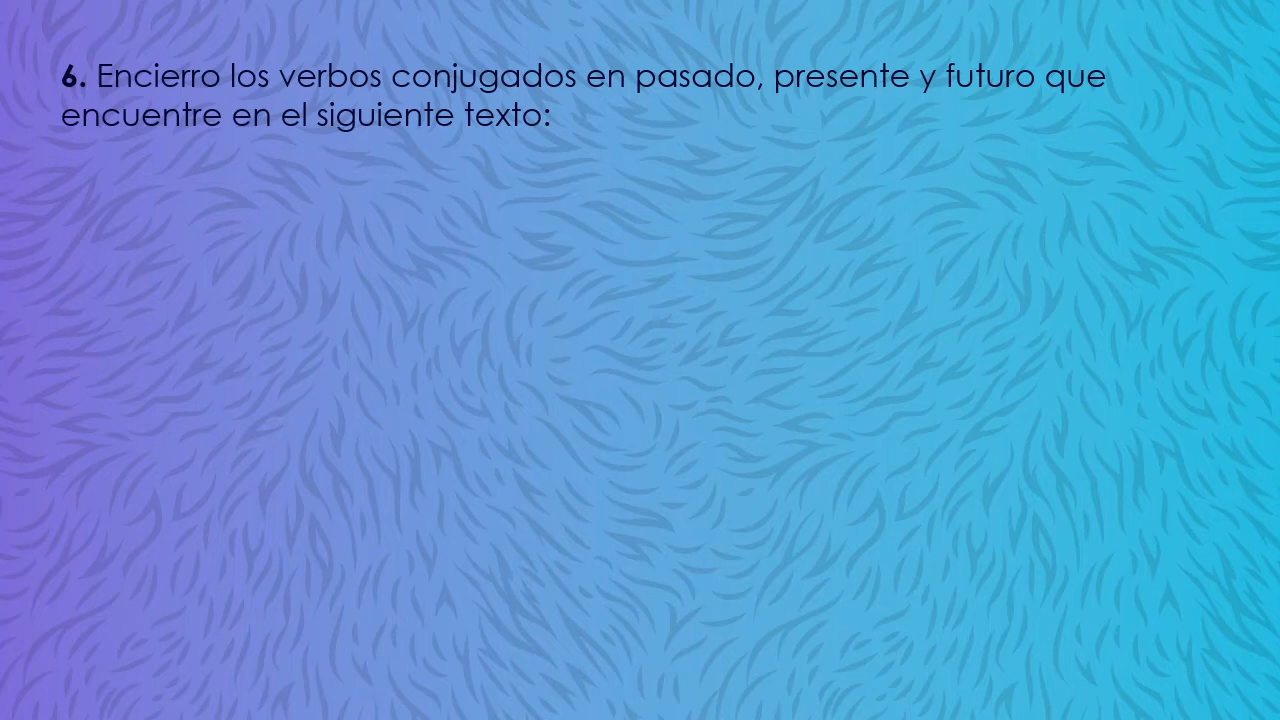 6. Encierro los verbos conjugados en pasado, presente y futuro que
encuentre en el siguiente texto: